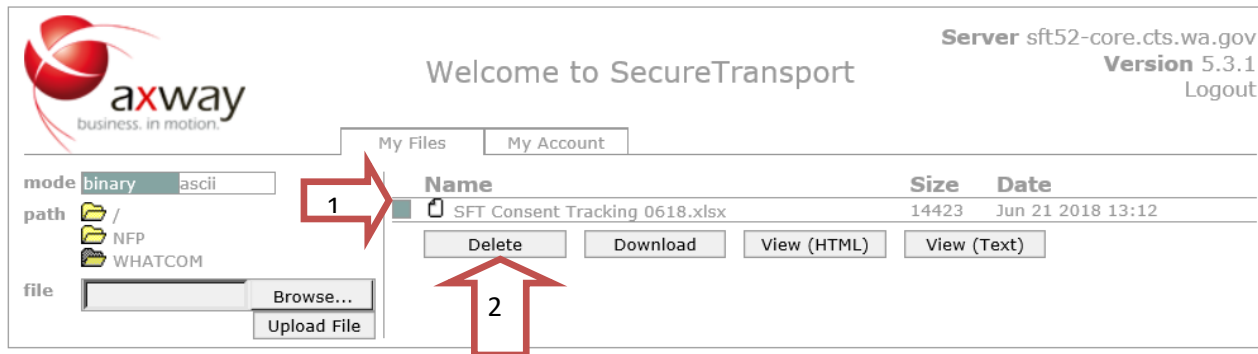 axway
business. in motion.
Welcome to SecureTransport
Server sft52-core.cts.wa.gov
Version 5.3.1
Logout
My Files
My Account
mode binary ascii
path /
NFP
WHATCOM
file Browse...
Upload File
1
Name Size Date
SFT Consent Tracking 0618.xlsx 14423 Jun 21 2018 13:12
Delete Download View (HTML) View (Text)
2